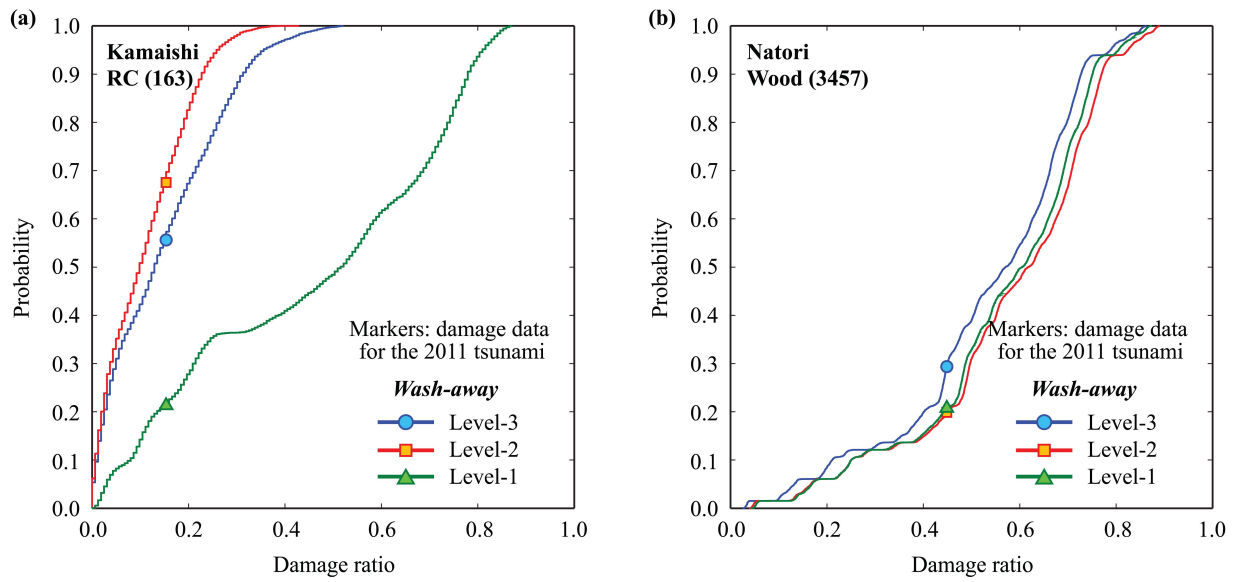 (a)
Kamaishi
RC (163)
1.0
0.9
0.8
0.7
0.6
0.5
0.4
0.3
0.2
0.1
0.0
Probability
Markers: damage data
for the 2011 tsunami
Wash-away
Level-3
Level-2
Level-1
0.0 0.2 0.4 0.6 0.8 1.0
Damage ratio
(b)
Natori
Wood (3457)
1.0
0.9
0.8
0.7
0.6
0.5
0.4
0.3
0.2
0.1
0.0
Probability
Markers: damage data
for the 2011 tsunami
Wash-away
Level-3
Level-2
Level-1
0.0 0.2 0.4 0.6 0.8 1.0
Damage ratio